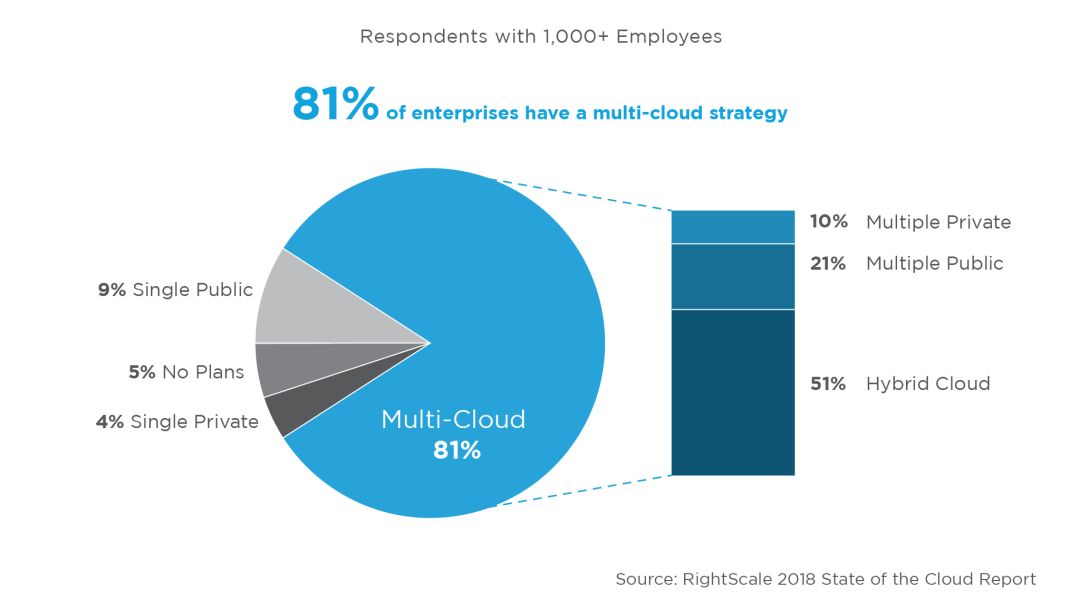 Respondents with 1,000+ Employees
81% of enterprises have a multi-cloud strategy
9% Single Public
5% No Plans
4% Single Private
Multi-Cloud
81%
10% Multiple Private
21% Multiple Public
51% Hybrid Cloud
Source: RightScale 2018 State of the Cloud Report